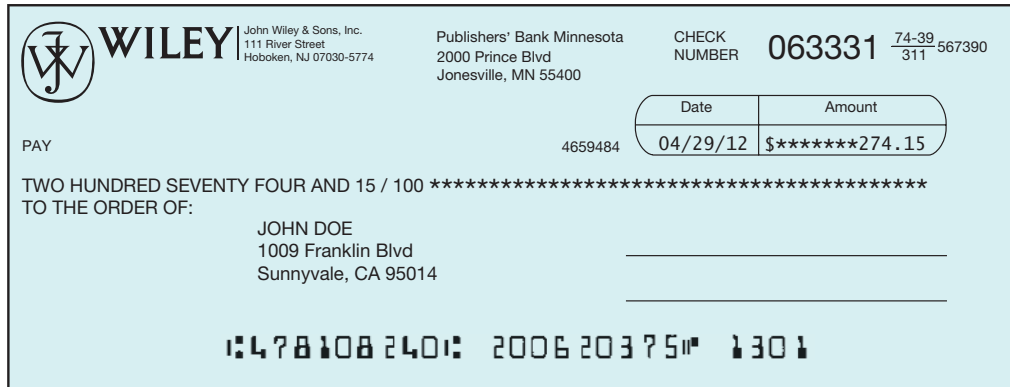 WILEY
John Wiley & Sons, Inc.
111 River Street
Hoboken, NJ 07030-5774
Publishers' Bank Minnesota
2000 Prince Blvd
Jonesville, MN 55400
CHECK
NUMBER
063331
74-39
311
567390
Date
Amount
PAY
4659484
04/29/12
$*******274.15
TWO HUNDRED SEVENTY FOUR AND 15 / 100 ******************************************
TO THE ORDER OF:
JOHN DOE
1009 Franklin Blvd
Sunnyvale, CA 95014
⑆478108240⑆ 200620375⑈ 1301